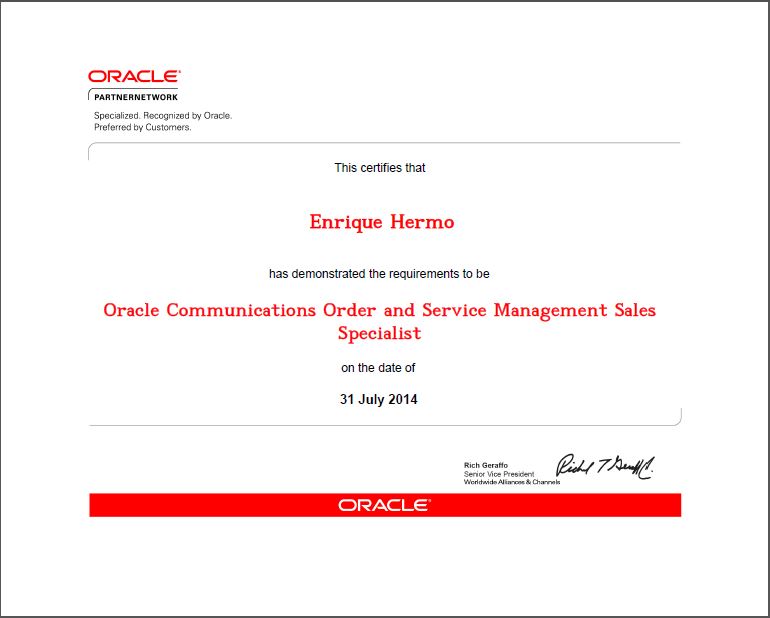 ORACLE®
PARTNERNETWORK
Specialized. Recognized by Oracle.
Preferred by Customers.
This certifies that
Enrique Hermo
has demonstrated the requirements to be
Oracle Communications Order and Service Management Sales
Specialist
on the date of
31 July 2014
Rich Geraffo
Senior Vice President
Worldwide Alliances & Channels
ORACLE®